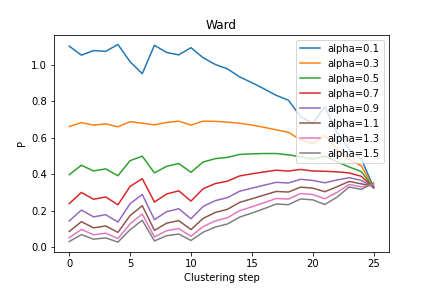 Ward
alpha=0.1
alpha=0.3
alpha=0.5
alpha=0.7
alpha=0.9
alpha=1.1
alpha=1.3
alpha=1.5
1.0
0.8
0.6
0.4
0.2
0.0
P
0 5 10 15 20 25
Clustering step